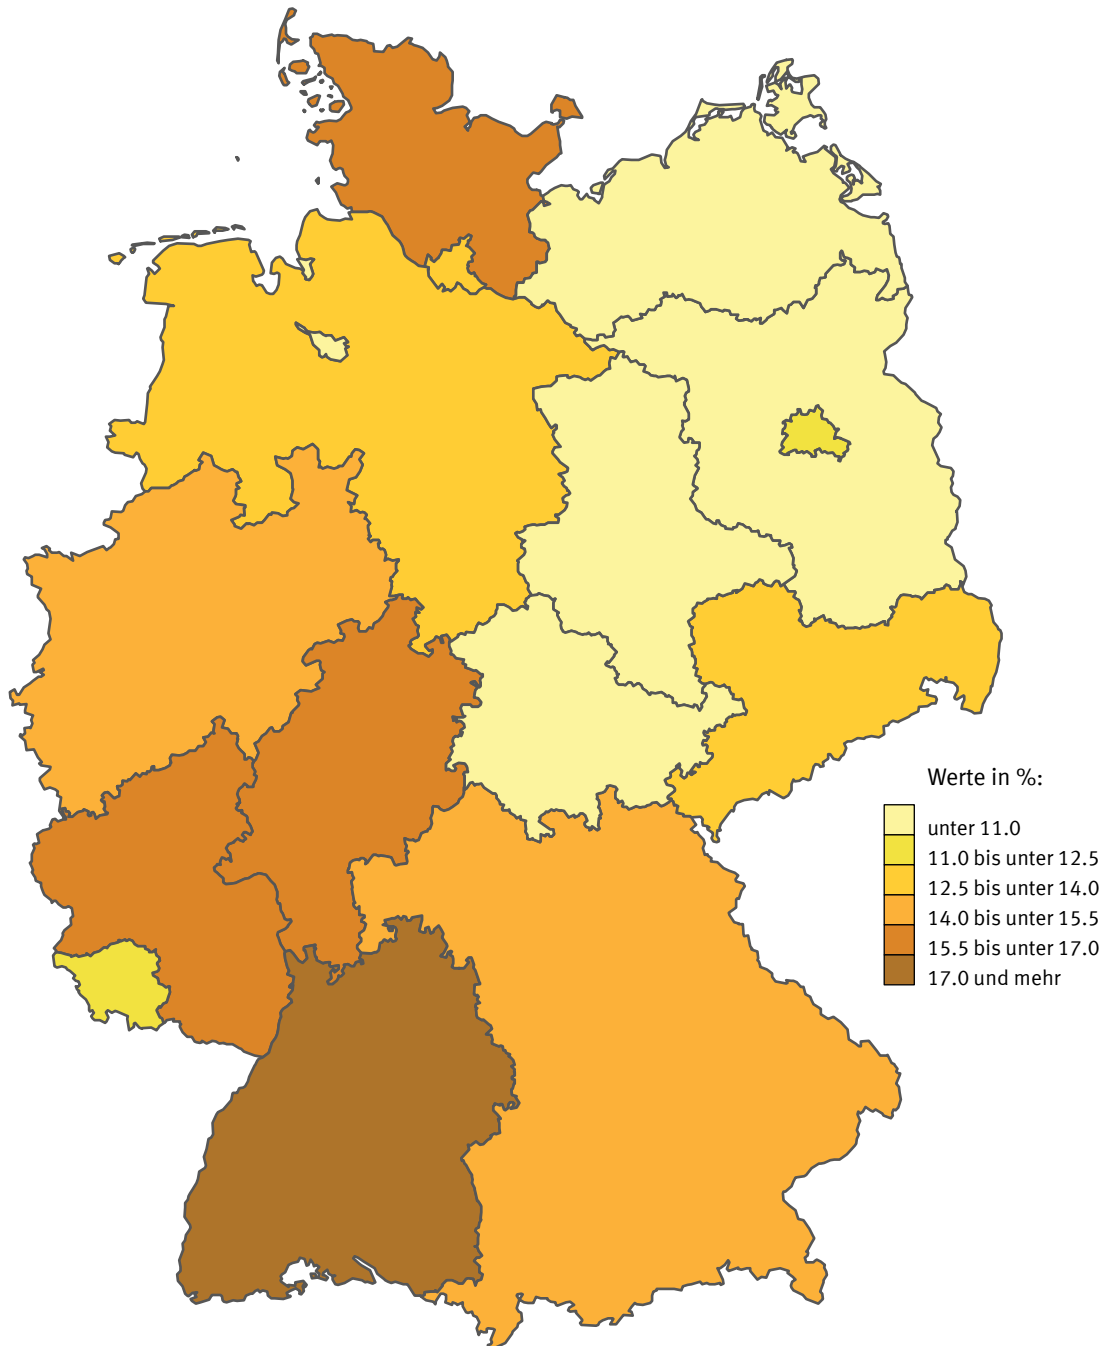 Werte in %:
unter 11.0
11.0 bis unter 12.5
12.5 bis unter 14.0
14.0 bis unter 15.5
15.5 bis unter 17.0
17.0 und mehr